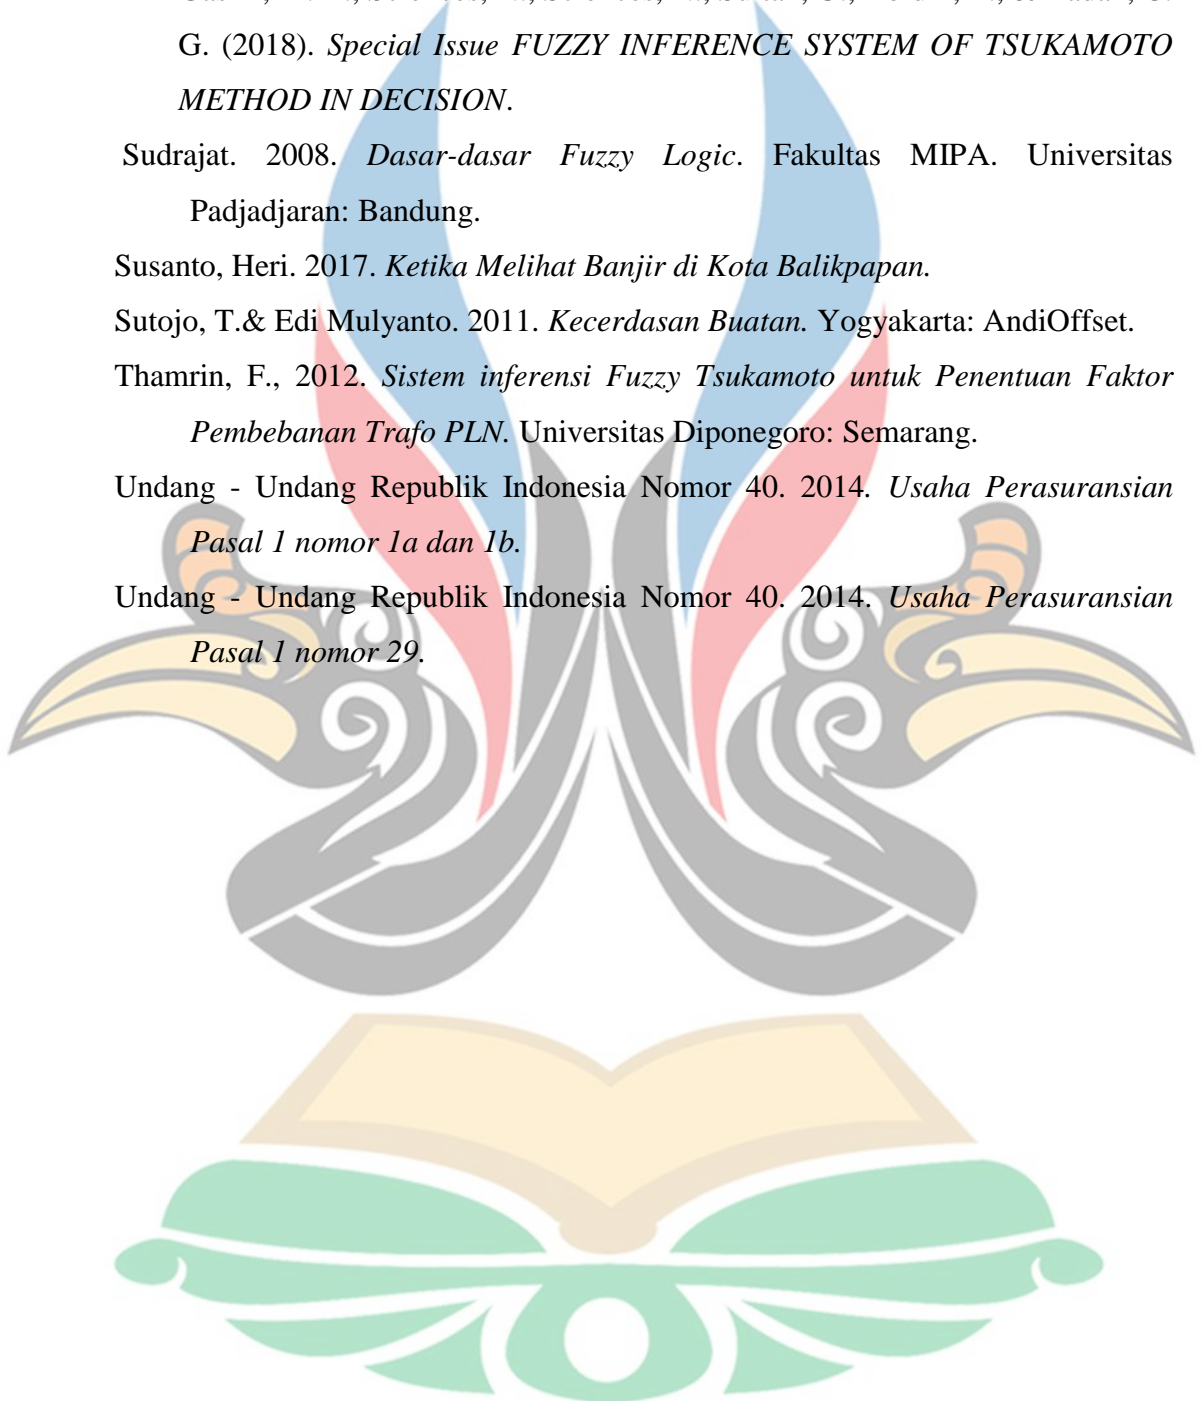 G. (2018). Special Issue FUZZY INFERENCE SYSTEM OF TSUKAMOTO
METHOD IN DECISION.
Sudrajat. 2008. Dasar-dasar Fuzzy Logic. Fakultas MIPA. Universitas
Padjadjaran: Bandung.
Susanto, Heri. 2017. Ketika Melihat Banjir di Kota Balikpapan.
Sutojo, T.& Edi Mulyanto. 2011. Kecerdasan Buatan. Yogyakarta: AndiOffset.
Thamrin, F., 2012. Sistem inferensi Fuzzy Tsukamoto untuk Penentuan Faktor
Pembebanan Trafo PLN. Universitas Diponegoro: Semarang.
Undang - Undang Republik Indonesia Nomor 40. 2014. Usaha Perasuransian
Pasal 1 nomor 1a dan 1b.
Undang - Undang Republik Indonesia Nomor 40. 2014. Usaha Perasuransian
Pasal 1 nomor 29.